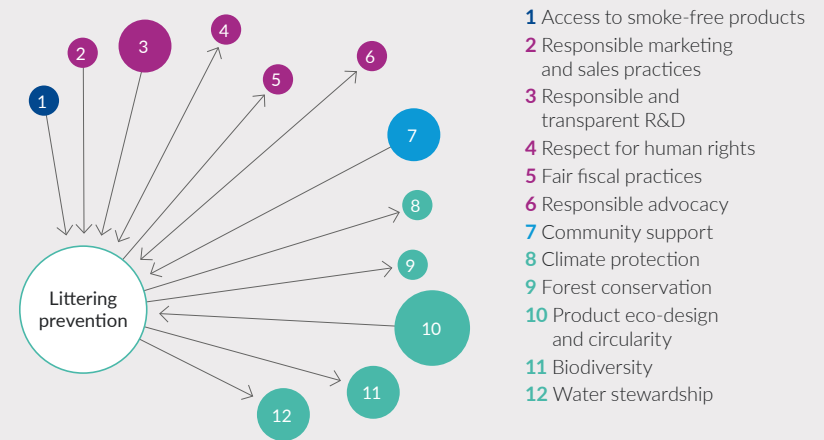 1
2
3
4
5
6
7
8
9
10
11
12
Littering
prevention
1 Access to smoke-free products
2 Responsible marketing
and sales practices
3 Responsible and
transparent R&D
4 Respect for human rights
5 Fair fiscal practices
6 Responsible advocacy
7 Community support
8 Climate protection
9 Forest conservation
10 Product eco-design
and circularity
11 Biodiversity
12 Water stewardship